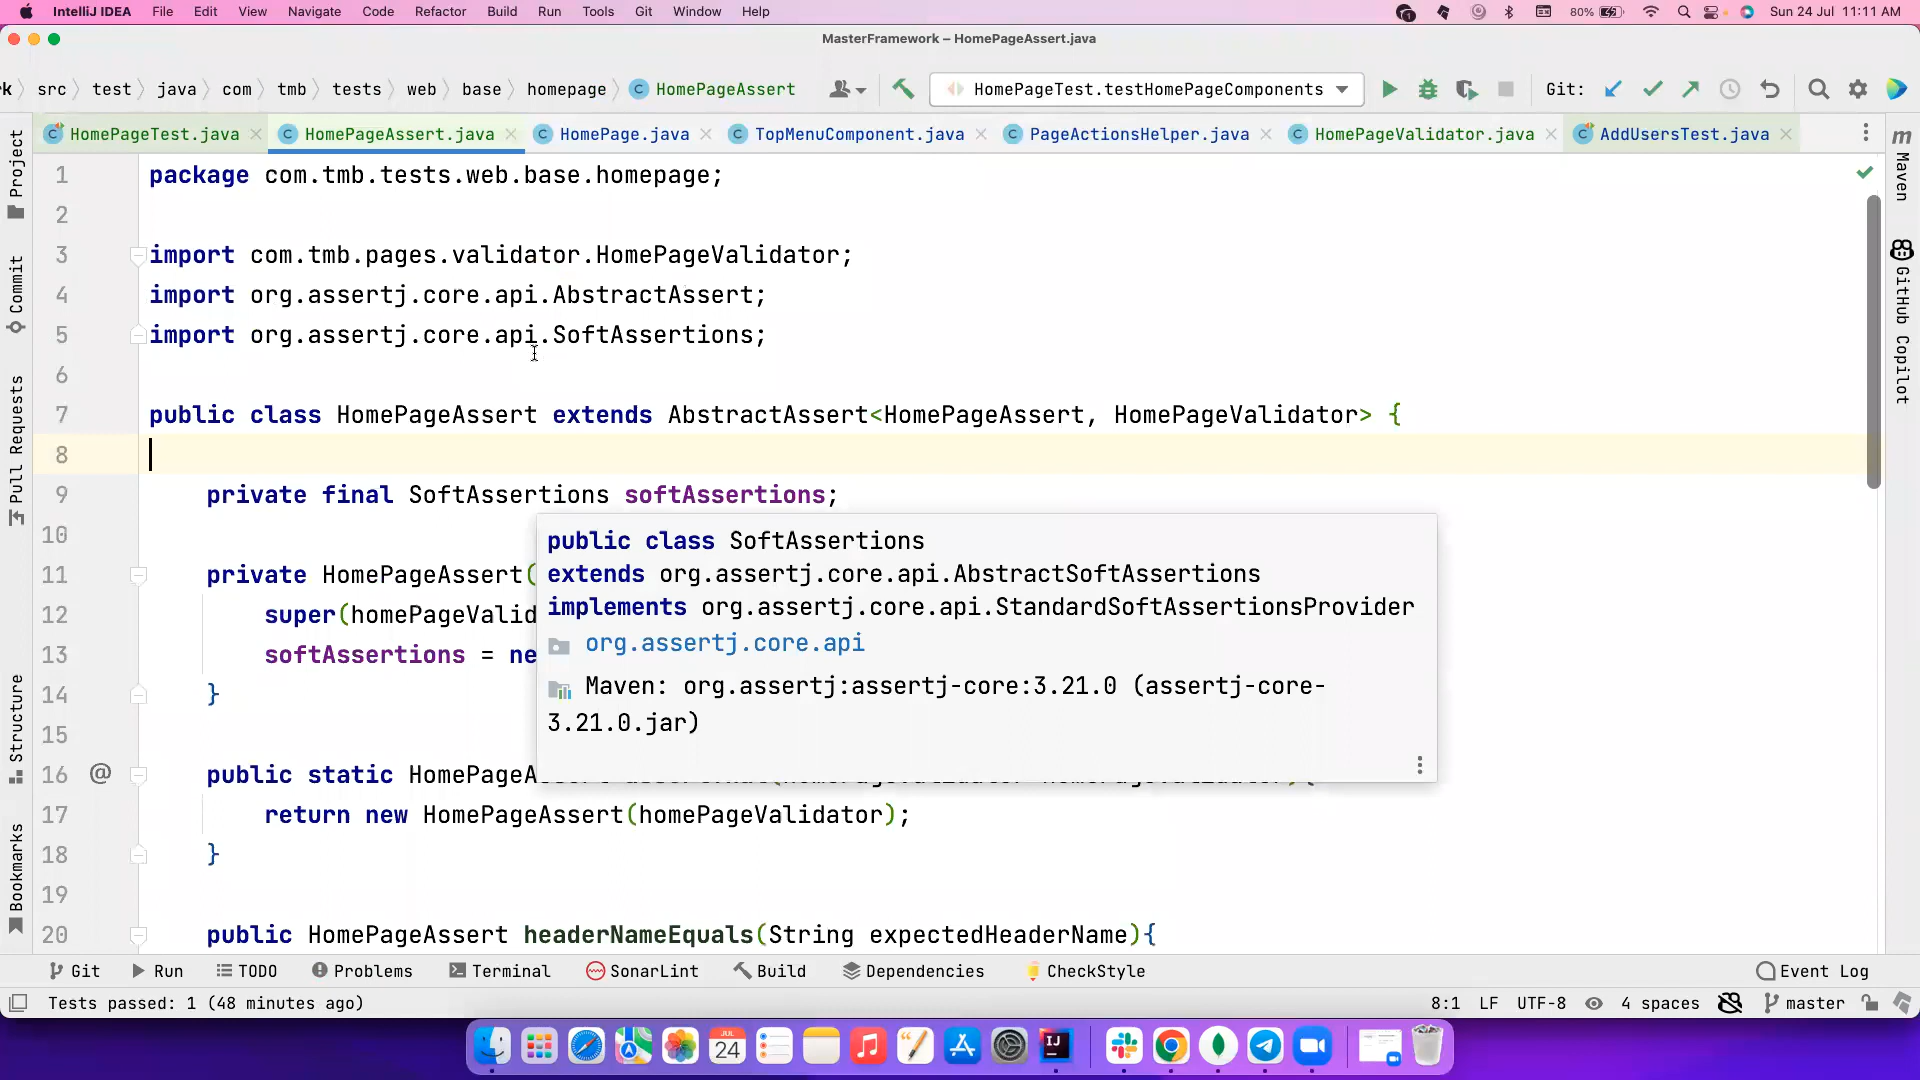 IntelliJ IDEA File Edit View Navigate Code Refactor Build Run Tools Git Window Help 80% Sun 24 Jul 11:11 AM
MasterFramework – HomePageAssert.java
k src test java com tmb tests web base homepage HomePageAssert HomePageTest.testHomePageComponents Git:
HomePageTest.java HomePageAssert.java HomePage.java TopMenuComponent.java PageActionsHelper.java HomePageValidator.java AddUsersTest.java
Project
Commit
Pull Requests
Structure
Bookmarks
1 package com.tmb.tests.web.base.homepage;
2
3 import com.tmb.pages.validator.HomePageValidator;
4 import org.assertj.core.api.AbstractAssert;
5 import org.assertj.core.api.SoftAssertions;
6
7 public class HomePageAssert extends AbstractAssert<HomePageAssert, HomePageValidator> {
8
9 private final SoftAssertions softAssertions;
10
11 private HomePageAssert(
12 super(homePageValid
13 softAssertions = ne
14 }
15
16 @ public static HomePageA
17 return new HomePageAssert(homePageValidator);
18 }
19
20 public HomePageAssert headerNameEquals(String expectedHeaderName){
public class SoftAssertions
extends org.assertj.core.api.AbstractSoftAssertions
implements org.assertj.core.api.StandardSoftAssertionsProvider
org.assertj.core.api
Maven: org.assertj:assertj-core:3.21.0 (assertj-core-
3.21.0.jar)
m Maven
GitHub Copilot
Git Run TODO Problems Terminal SonarLint Build Dependencies CheckStyle Event Log
Tests passed: 1 (48 minutes ago) 8:1 LF UTF-8 4 spaces master
JUL
24
IJ